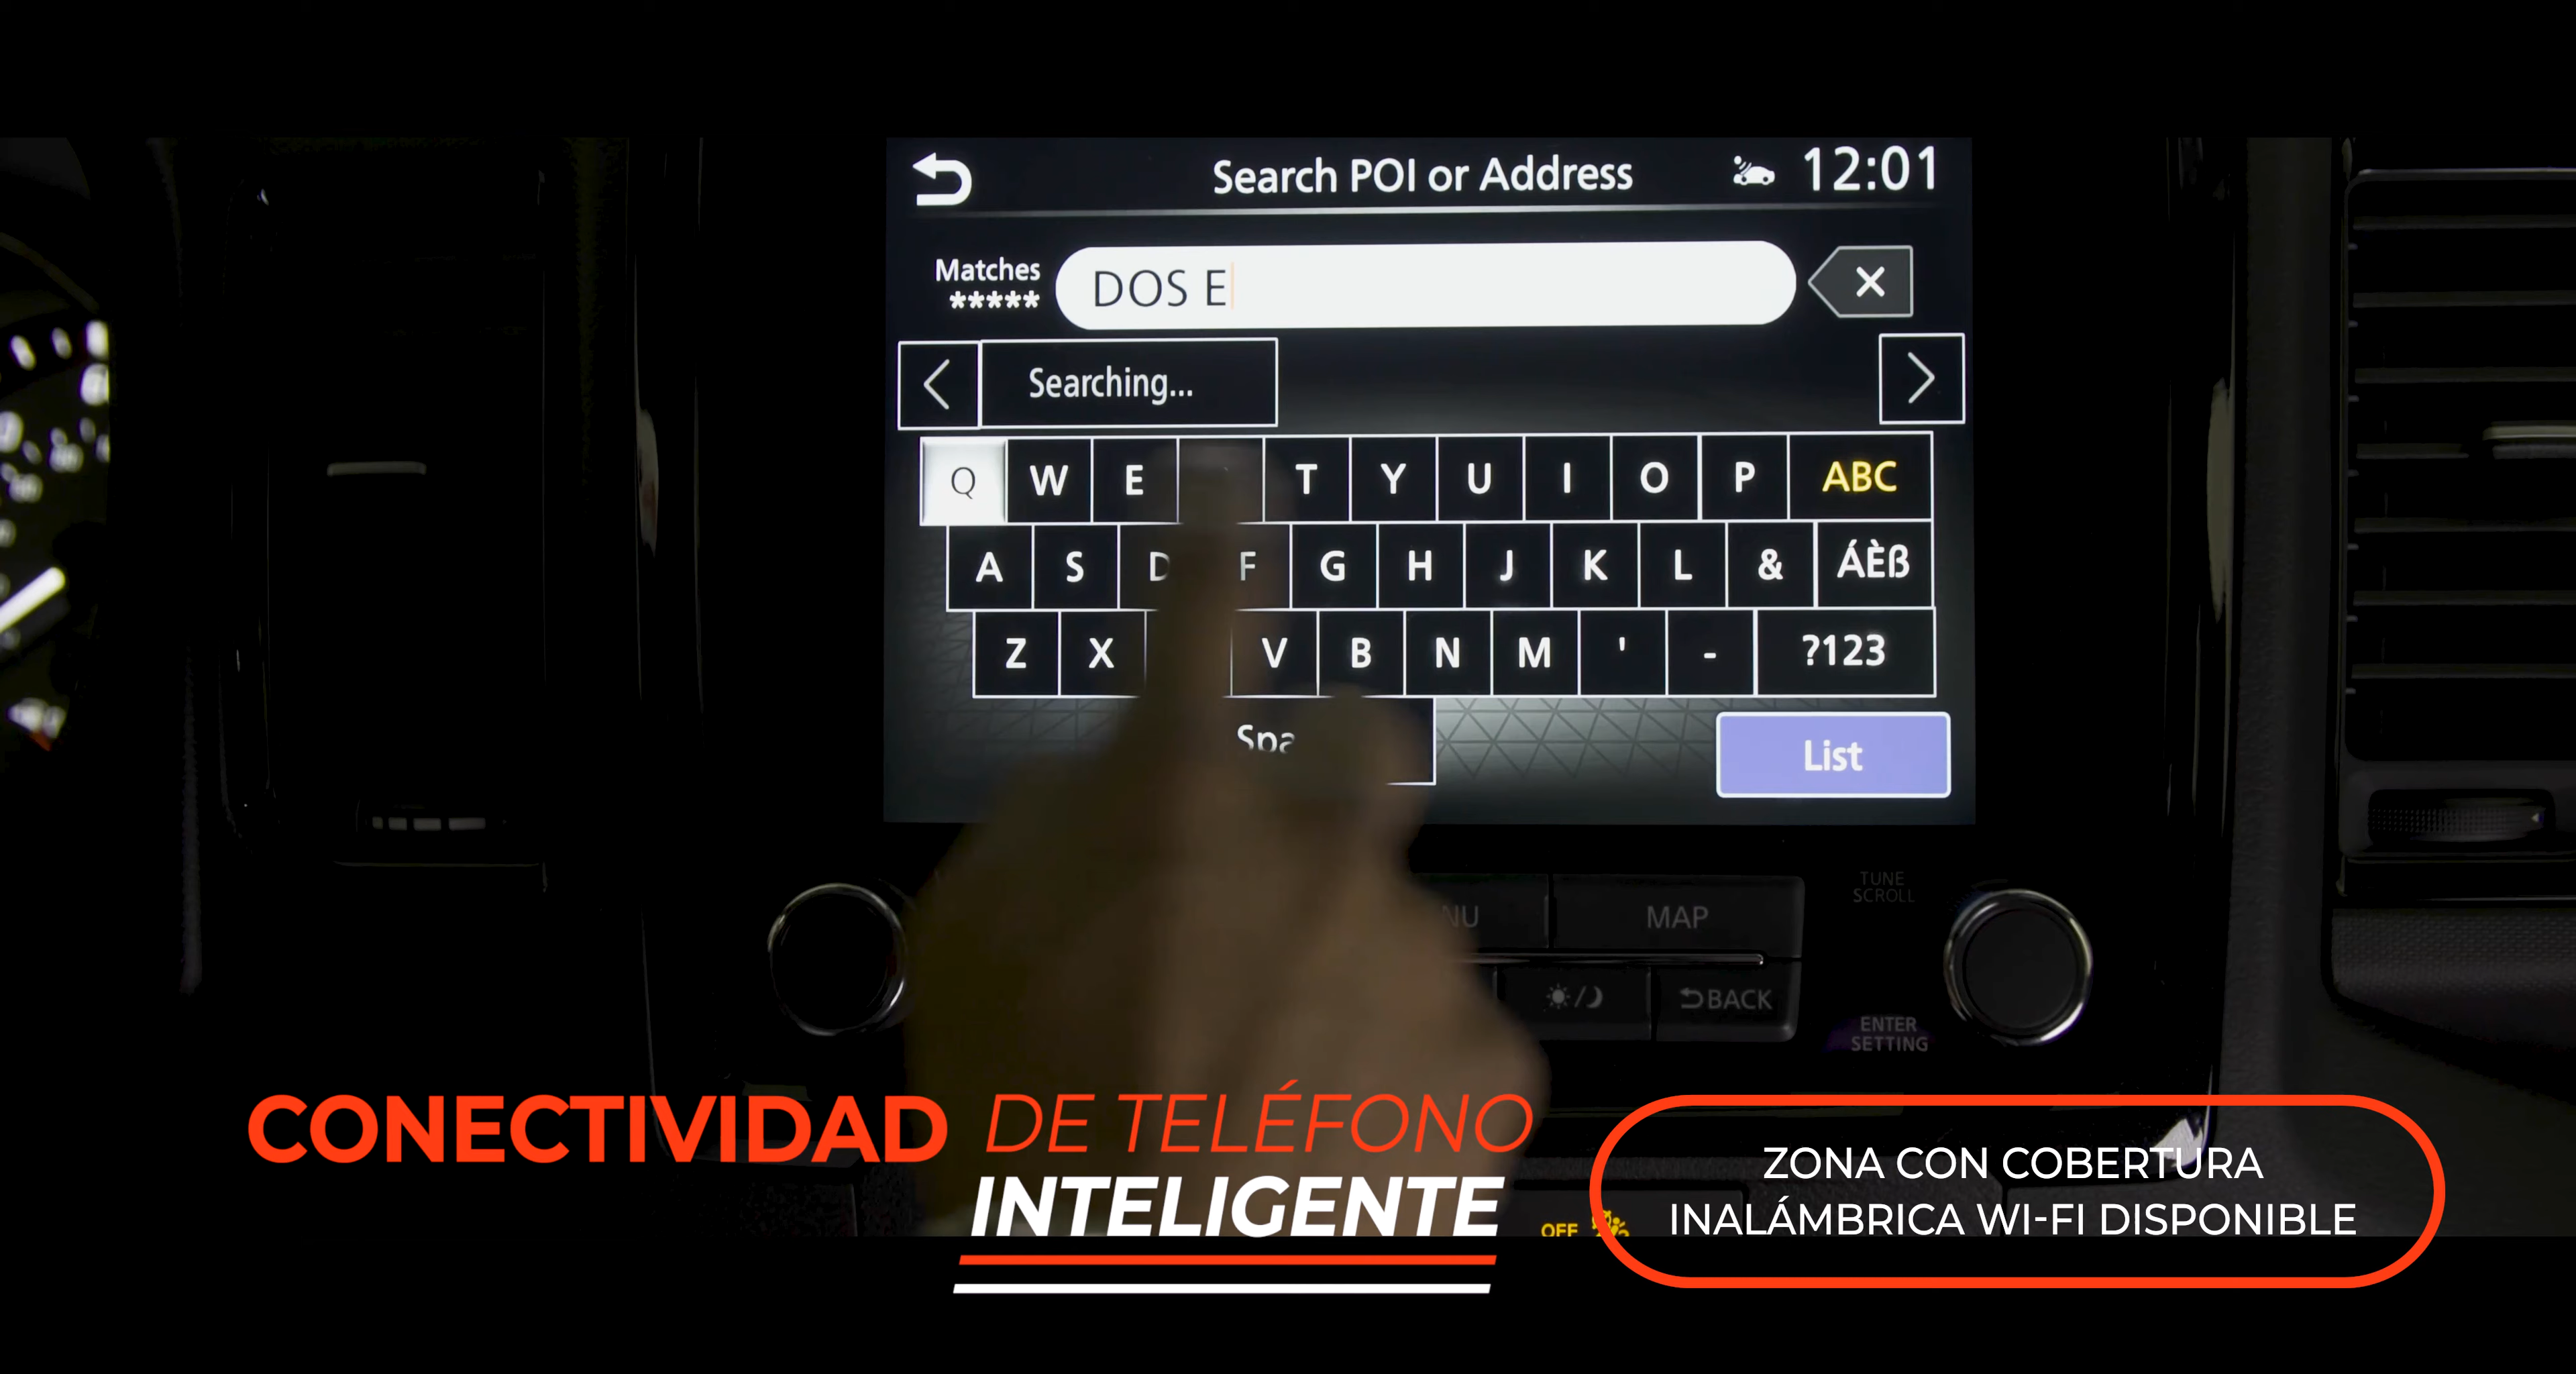 Search POI or Address
12:01
Matches
*****
DOS E
Searching...
Q W E T Y U I O P ABC
A S D F G H J K L & ÁÈß
Z X V B N M ' - ?123
List
TUNE
SCROLL
MAP
BACK
ENTER
SETTING
CONECTIVIDAD DE TELÉFONO
INTELIGENTE
ZONA CON COBERTURA
INALÁMBRICA WI-FI DISPONIBLE
OFF